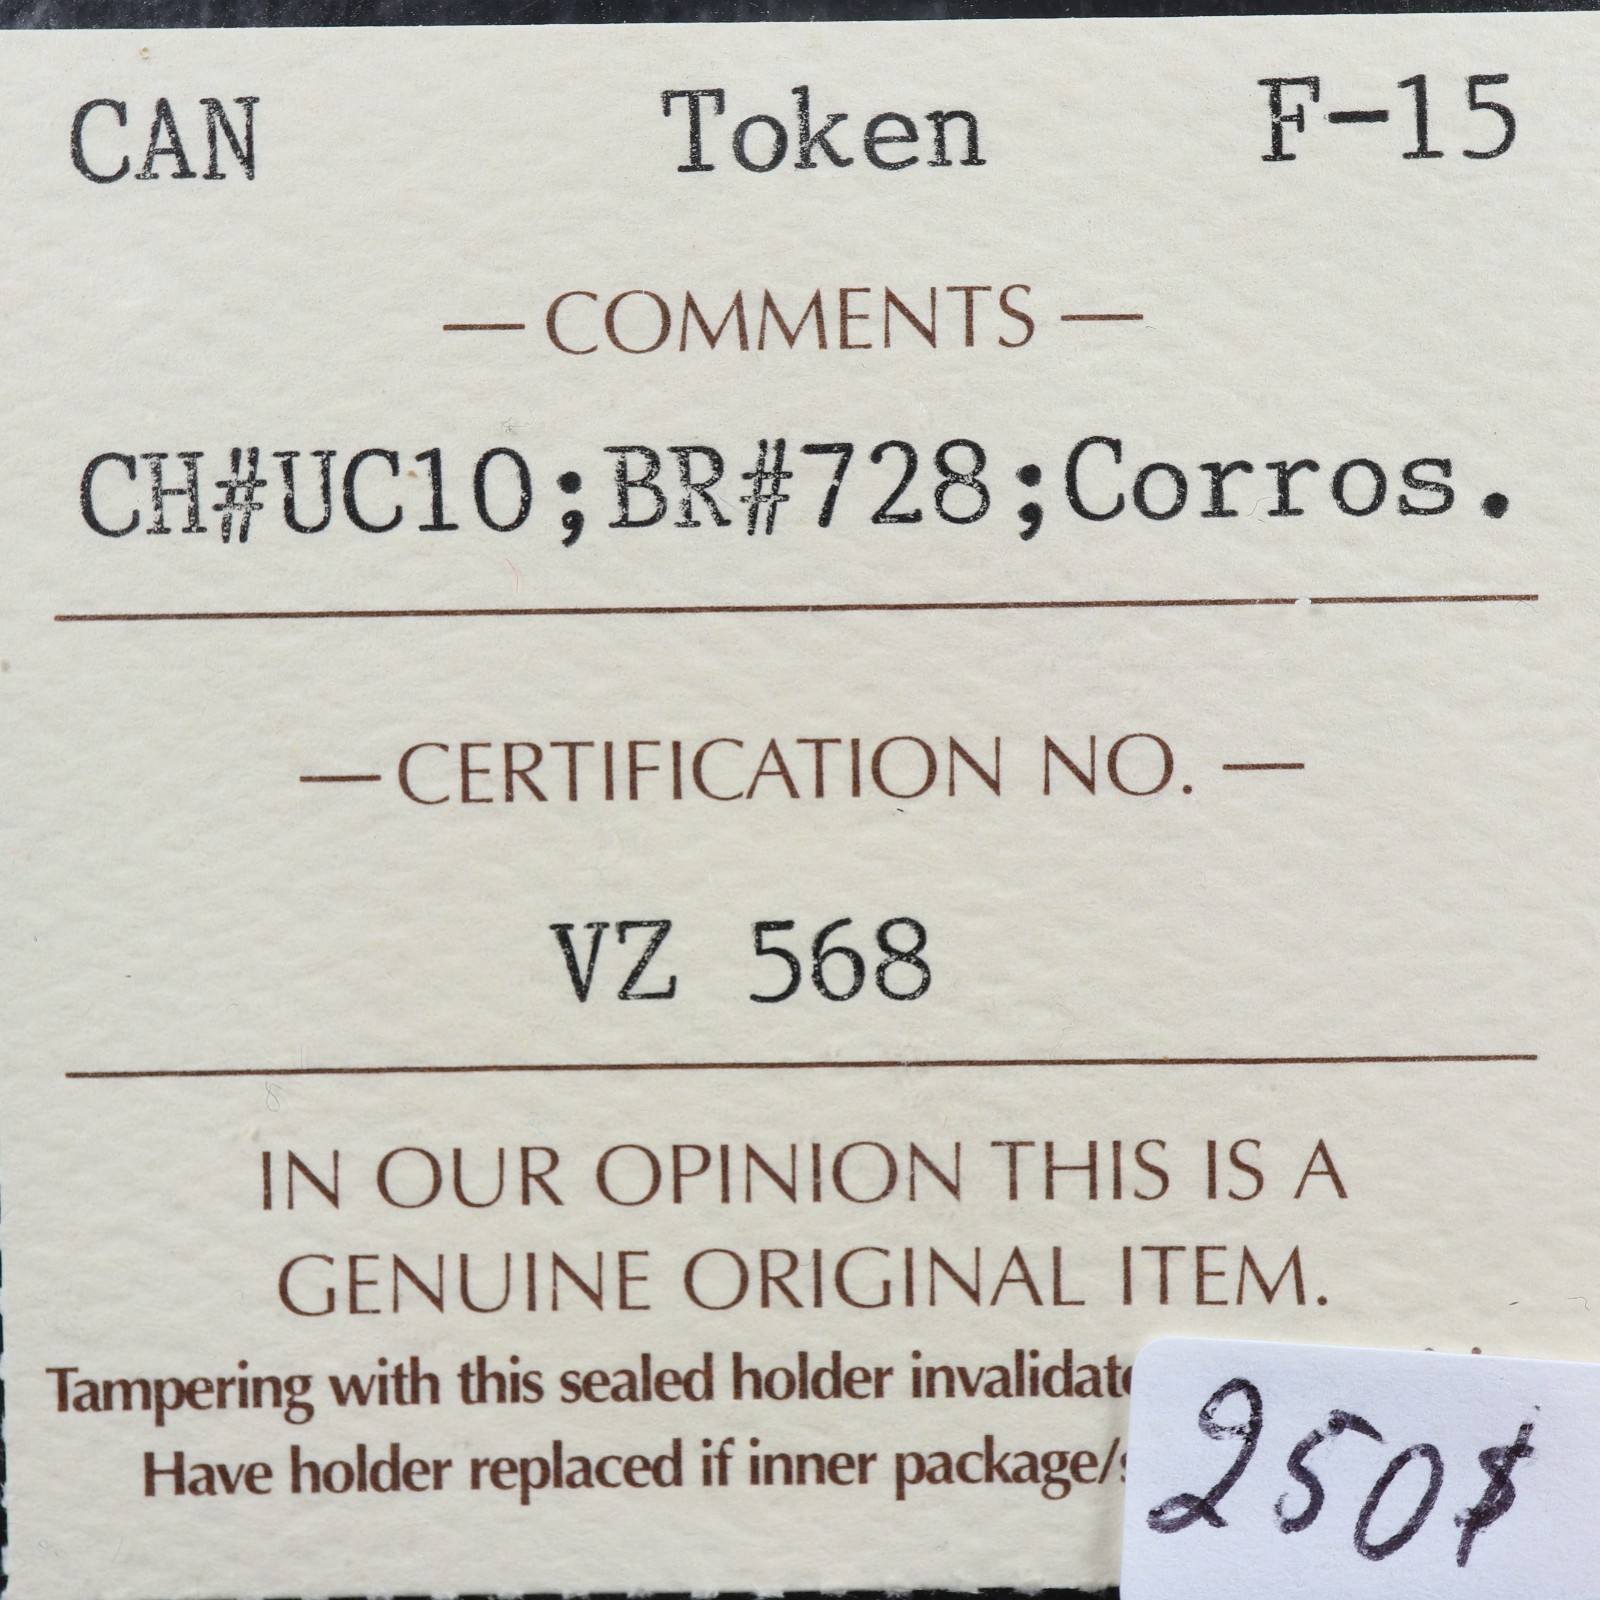 CAN Token F-15
—COMMENTS—
CH#UC10;BR#728;Corros.
—CERTIFICATION NO.—
VZ 568
IN OUR OPINION THIS IS A
GENUINE ORIGINAL ITEM.
Tampering with this sealed holder
Have holder replaced if inner package/
250$